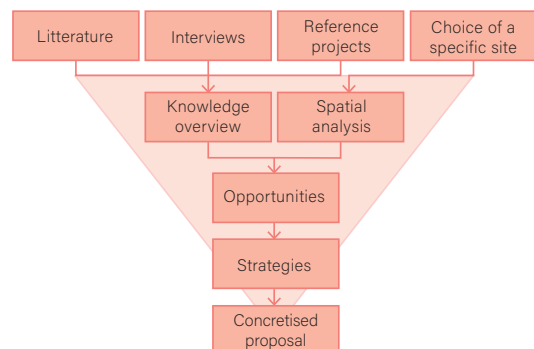 Litterature
Interviews
Reference
projects
Choice of a
specific site
Knowledge
overview
Spatial
analysis
Opportunities
Strategies
Concretised
proposal